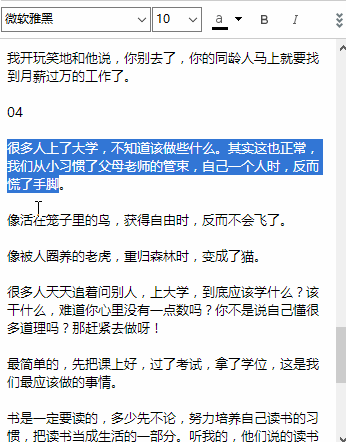 微软雅黑 10 a B I
我开玩笑地和他说，你别去了，你的同龄人马上就要找
到月薪过万的工作了。
04
很多人上了大学，不知道该做些什么。其实这也正常，
我们从小习惯了父母老师的管束，自己一个人时，反而
慌了手脚。
像活在笼子里的鸟，获得自由时，反而不会飞了。
像被人圈养的老虎，重归森林时，变成了猫。
很多人天天追着问别人，上大学，到底应该学什么？该
干什么，难道你心里没有一点数吗？你不是说自己懂很
多道理吗？那赶紧去做呀！
最简单的，先把课上好，过了考试，拿了学位，这是我
们最应该做的事情。
书是一定要读的，多少先不论，努力培养自己读书的习
惯，把读书当成生活的一部分。听我的，他们说的读书